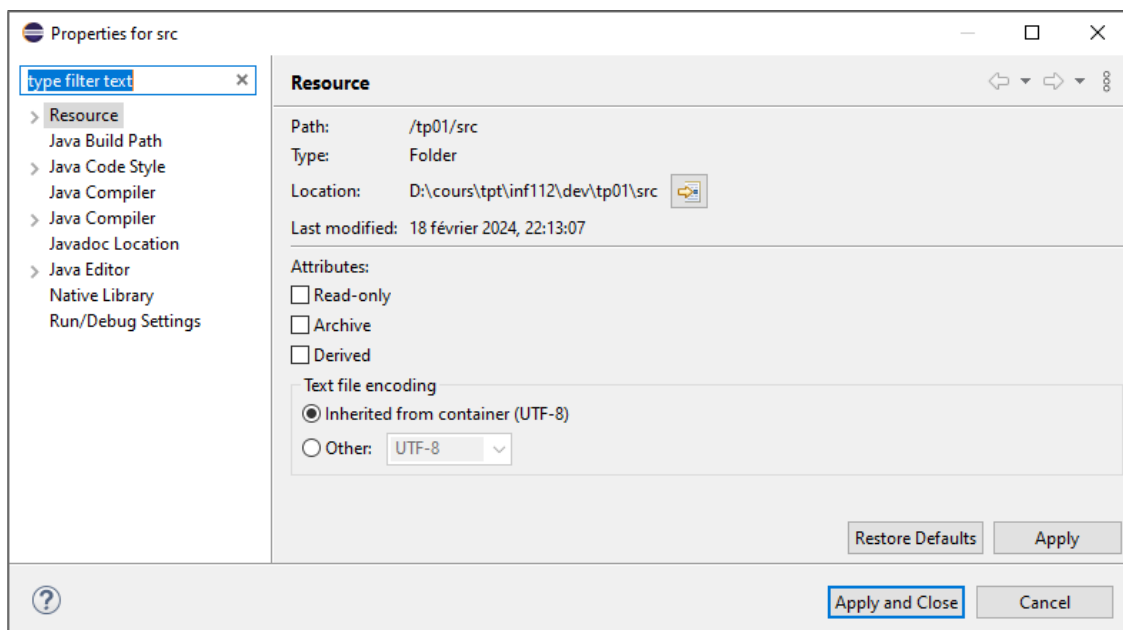 Properties for src
type filter text
Resource
Java Build Path
Java Code Style
Java Compiler
Java Compiler
Javadoc Location
Java Editor
Native Library
Run/Debug Settings
Resource
Path: /tp01/src
Type: Folder
Location: D:\cours\tpt\inf112\dev\tp01\src
Last modified: 18 février 2024, 22:13:07
Attributes:
Read-only
Archive
Derived
Text file encoding
Inherited from container (UTF-8)
Other: UTF-8
Restore Defaults Apply
Apply and Close Cancel